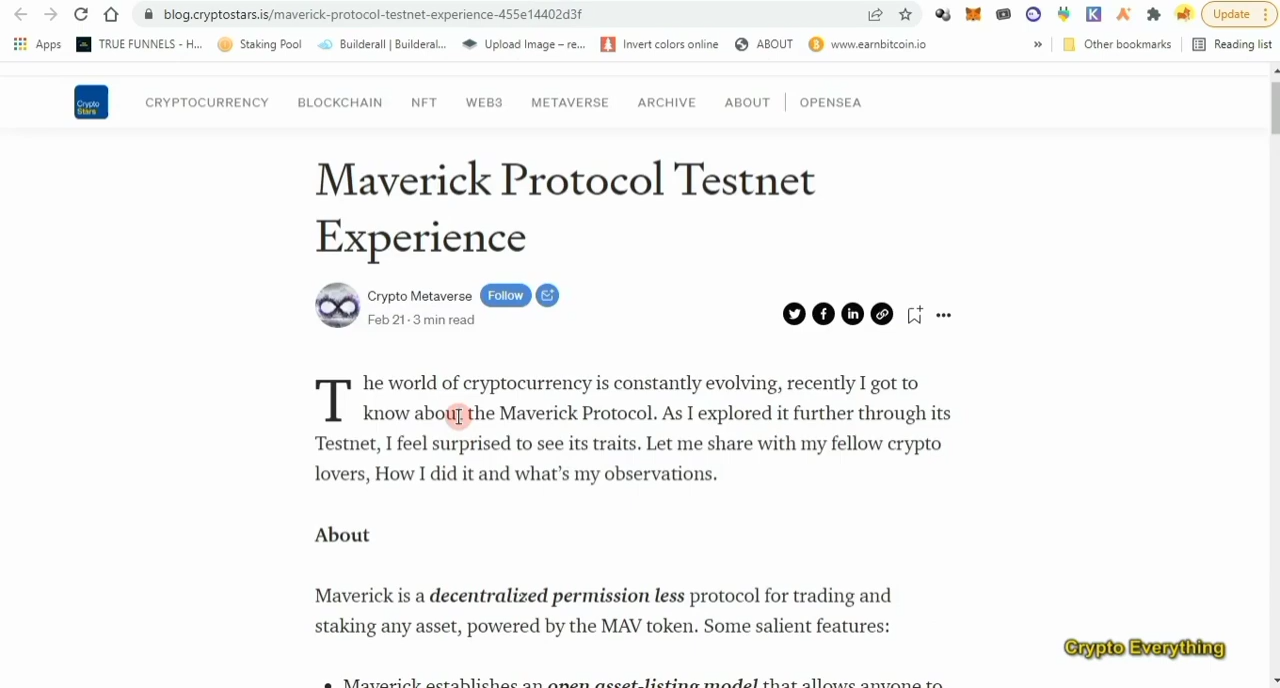 blog.cryptostars.is/maverick-protocol-testnet-experience-455e14402d3f
Update
Apps
TRUE FUNNELS - H...
Staking Pool
Builderall | Builderal...
Upload Image – re...
Invert colors online
ABOUT
www.earnbitcoin.io
»
Other bookmarks
Reading list
Crypto
Stars
CRYPTOCURRENCY
BLOCKCHAIN
NFT
WEB3
METAVERSE
ARCHIVE
ABOUT
OPENSEA
Maverick Protocol Testnet
Experience
Crypto Metaverse
Follow
Feb 21 · 3 min read
The world of cryptocurrency is constantly evolving, recently I got to
know about the Maverick Protocol. As I explored it further through its
Testnet, I feel surprised to see its traits. Let me share with my fellow crypto
lovers, How I did it and what’s my observations.
About
Maverick is a decentralized permission less protocol for trading and
staking any asset, powered by the MAV token. Some salient features:
• Maverick establishes an open asset-listing model that allows anyone to
Crypto Everything